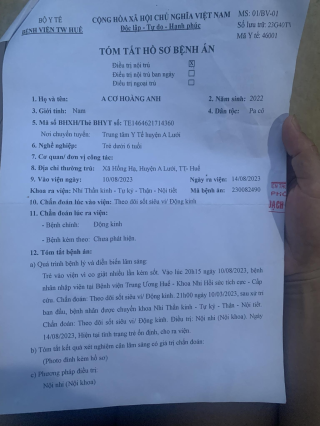 BỘ Y TẾ
BỆNH VIỆN TW HUẾ
CỘNG HÒA XÃ HỘI CHỦ NGHĨA VIỆT NAM
Độc lập - Tự do - Hạnh phúc
MS: 01/BV-01
Số lưu trữ: 23G45T5
Mã Y tế: 46001
TÓM TẮT HỒ SƠ BỆNH ÁN
Điều trị nội trú X
Điều trị nội trú ban ngày
Điều trị ngoại trú
1. Họ và tên: A CO HOÀNG ANH
2. Năm sinh: 2022
3. Giới tính: Nam
4. Dân tộc: Pa cô
5. Mã số BHXH/Thẻ BHYT số: TE1464621714360
Nơi chuyển tuyến: Trung tâm Y Tế huyện A Lưới
6. Nghề nghiệp: Trẻ dưới 6 tuổi
7. Cơ quan/ đơn vị công tác:
8. Địa chỉ thường trú: Xã Hồng Hạ, Huyện A Lưới, TT- Huế
9. Vào viện ngày: 10/08/2023
Ngày ra viện: 14/08/2023
Khoa ra viện: Nhi Thần kinh - Tự kỷ - Thận - Nội tiết
Mã bệnh án: 230082490
10. Chẩn đoán lúc vào viện: Theo dõi sốt siêu vi/ Động kinh
11. Chẩn đoán lúc ra viện:
- Bệnh chính: Động kinh
- Bệnh kèm theo: Chưa phát hiện.
12. Tóm tắt bệnh án:
a) Quá trình bệnh lý và diễn biến lâm sàng:
Trẻ vào viện vì co giật nhiều lần kèm sốt. Vào lúc 20h15 ngày 10/08/2023, bệnh
nhân nhập viện tại Bệnh viện Trung Ương Huế - Khoa Nhi Hồi sức tích cực - Cấp
cứu. Chẩn đoán: Theo dõi sốt siêu vi/ Động kinh. 21h00 ngày 10/08/2023, sau xử trí
ban đầu, bệnh nhân được chuyển khoa Nhi Thần kinh - Tự kỷ - Thận - Nội tiết.
Chẩn đoán: Theo dõi sốt siêu vi/ Động kinh. Điều trị: Nội nhi (Nội khoa). Ngày
14/08/2023, Hiện tại tình trạng trẻ ổn định, cho ra viện.
b) Tóm tắt kết quả xét nghiệm cận lâm sàng có giá trị chẩn đoán:
(Photo đính kèm hồ sơ)
c) Phương pháp điều trị:
Nội nhi (Nội khoa)